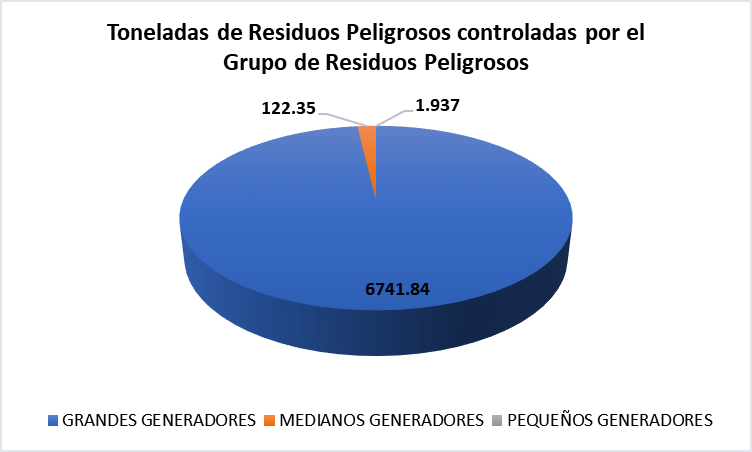 Toneladas de Residuos Peligrosos controladas por el
Grupo de Residuos Peligrosos
122.35
1.937
6741.84
GRANDES GENERADORES
MEDIANOS GENERADORES
PEQUEÑOS GENERADORES